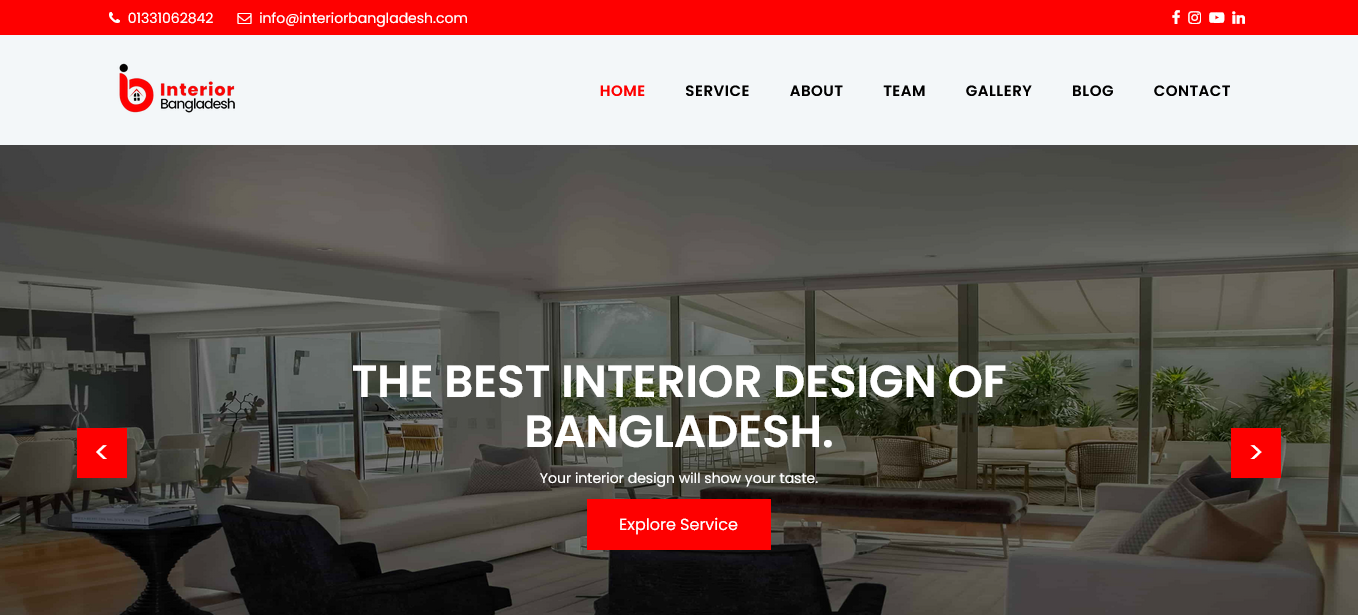 01331062842 info@interiorbangladesh.com
Interior
Bangladesh
HOME SERVICE ABOUT TEAM GALLERY BLOG CONTACT
THE BEST INTERIOR DESIGN OF
BANGLADESH.
< >
Your interior design will show your taste.
Explore Service